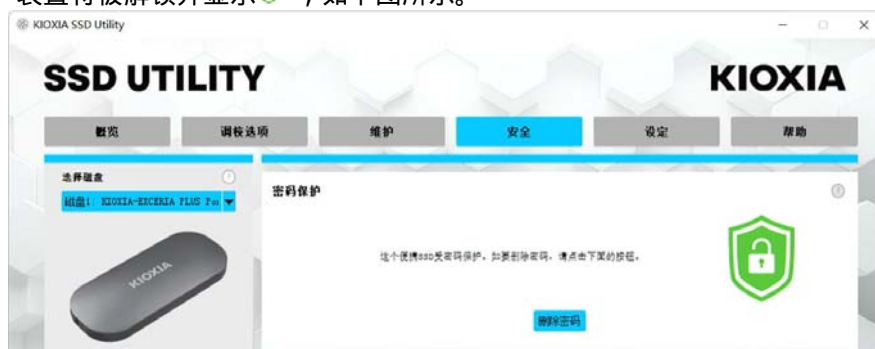 装置将被解锁并显示 ,如下图所示。
KIOXIA SSD Utility
SSD UTILITY
KIOXIA
概览 调校选项 维护 安全 设定 帮助
选择磁盘
磁盘1: KIOXIA-EXCERIA PLUS Por
密码保护
KIOXIA
这个便携SSD受密码保护。如要删除密码，请点击下面的按钮。
删除密码